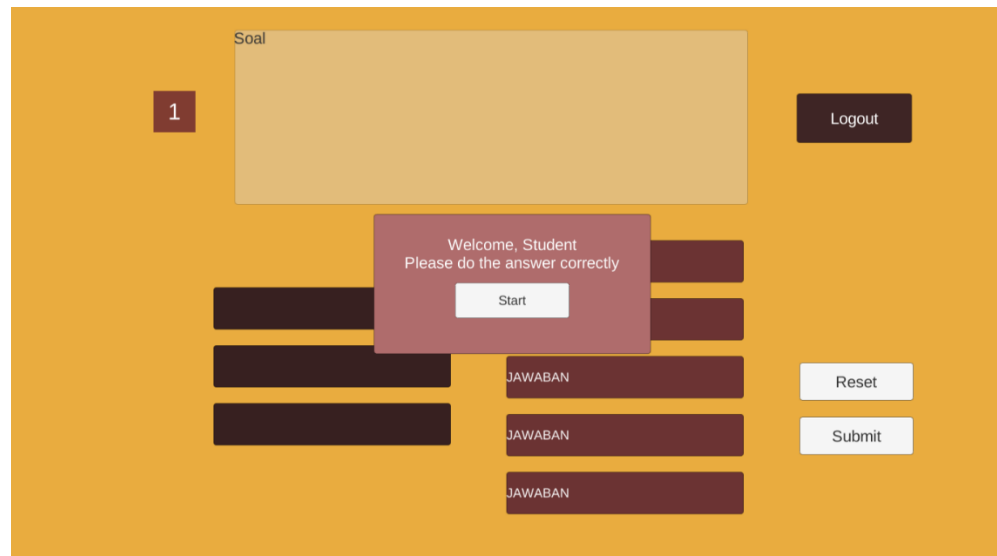 Soal
1
Logout
Welcome, Student
Please do the answer correctly
Start
JAWABAN
Reset
JAWABAN
Submit
JAWABAN